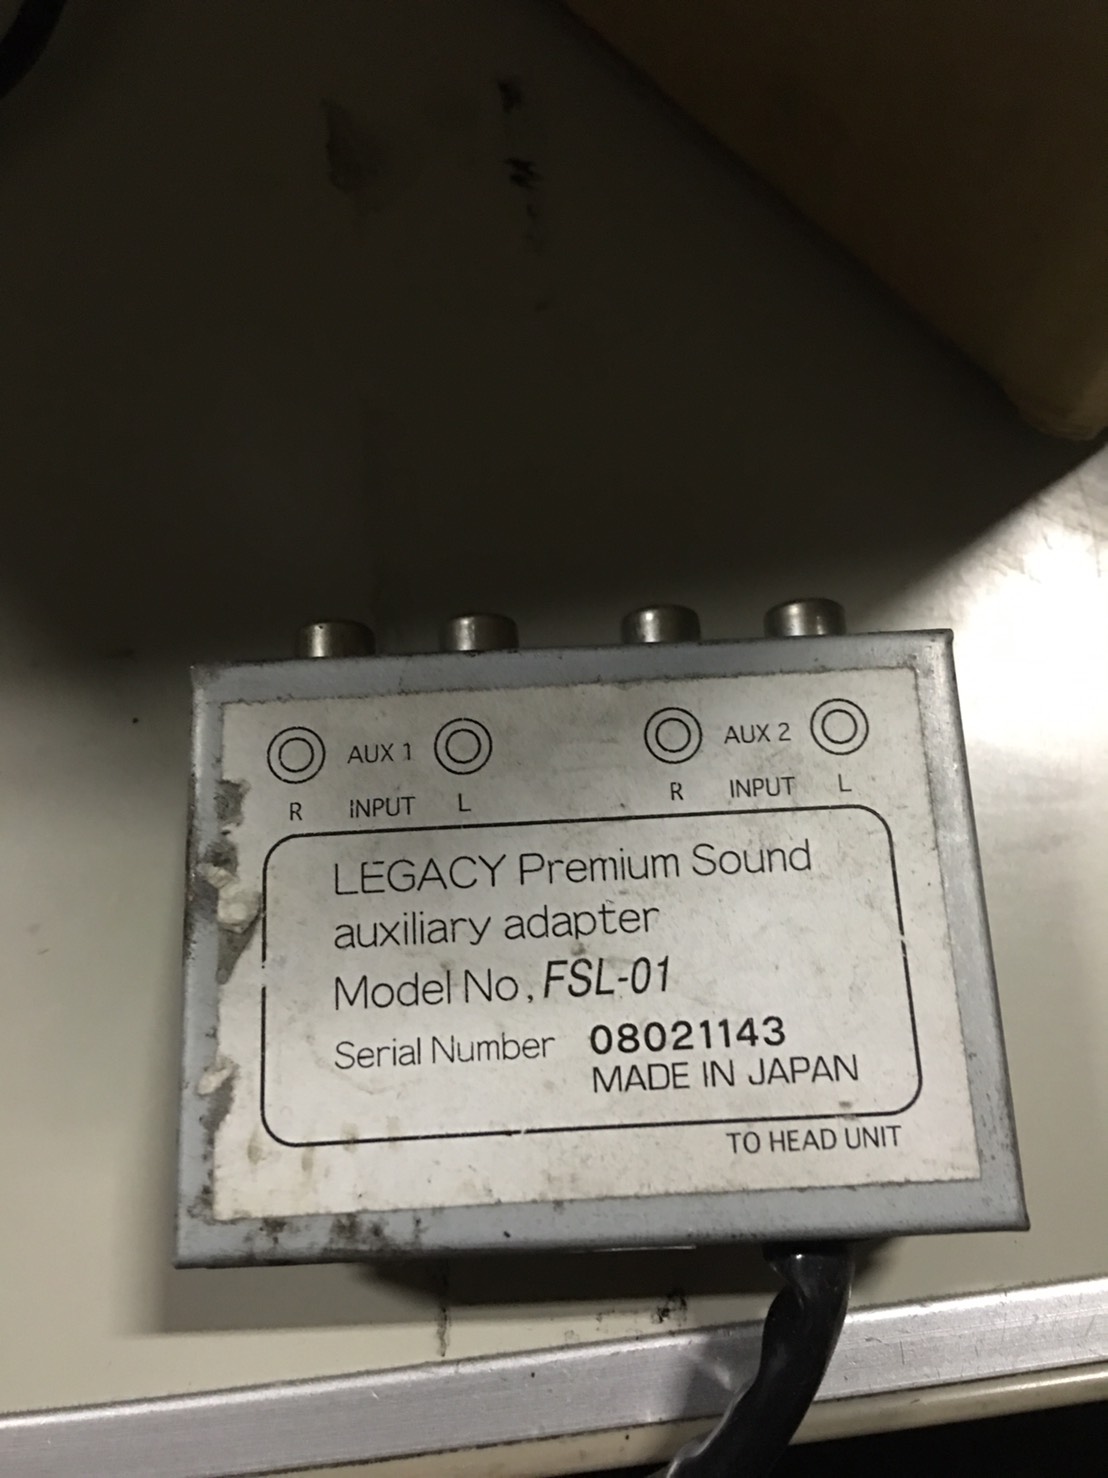 AUX 1
AUX 2
R INPUT L
R INPUT L
LEGACY Premium Sound
auxiliary adapter
Model No. FSL-01
Serial Number 08021143
MADE IN JAPAN
TO HEAD UNIT